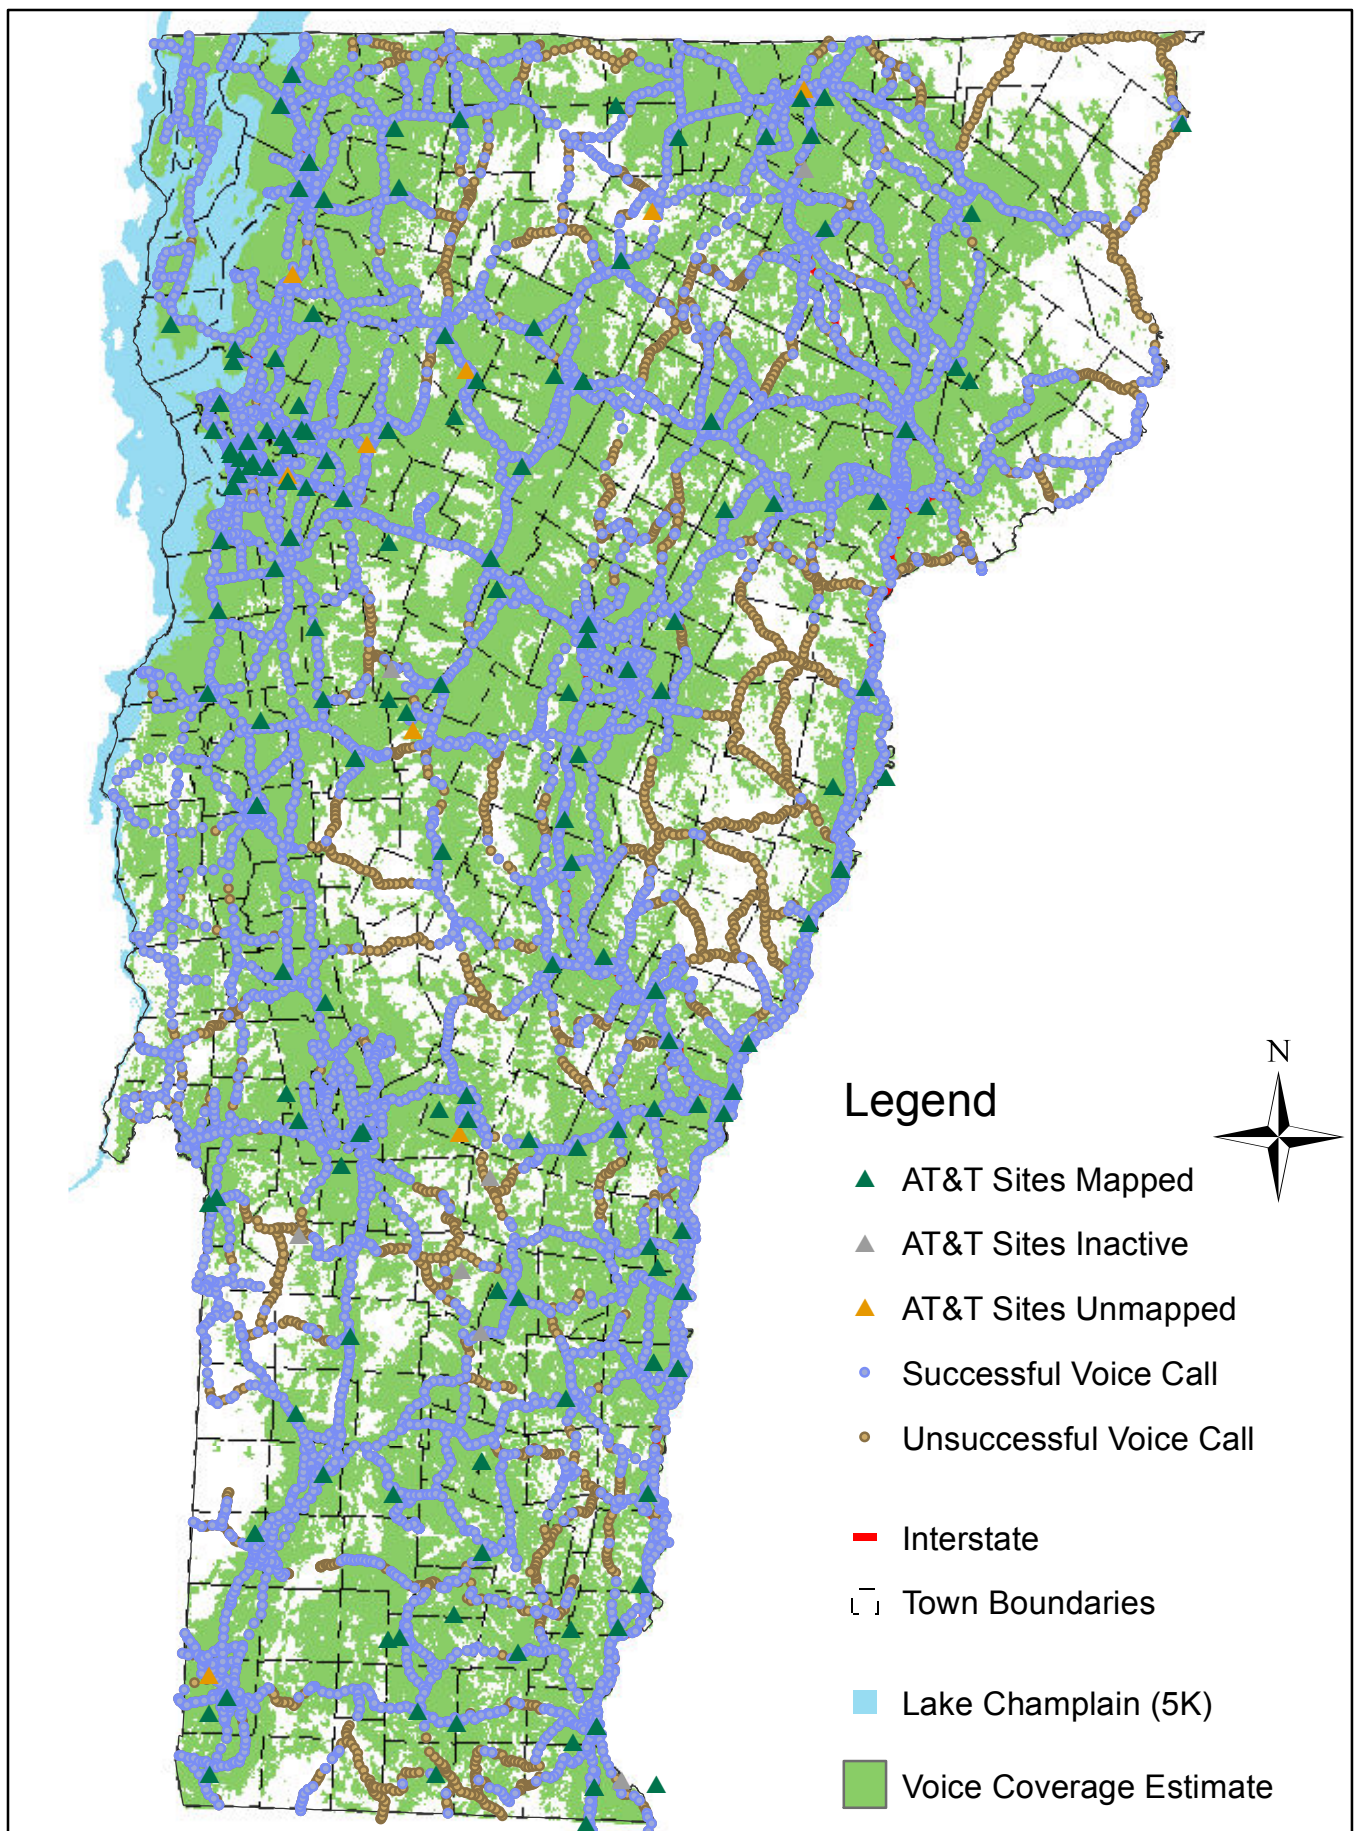 N
Legend
AT&T Sites Mapped
AT&T Sites Inactive
AT&T Sites Unmapped
Successful Voice Call
Unsuccessful Voice Call
Interstate
Town Boundaries
Lake Champlain (5K)
Voice Coverage Estimate